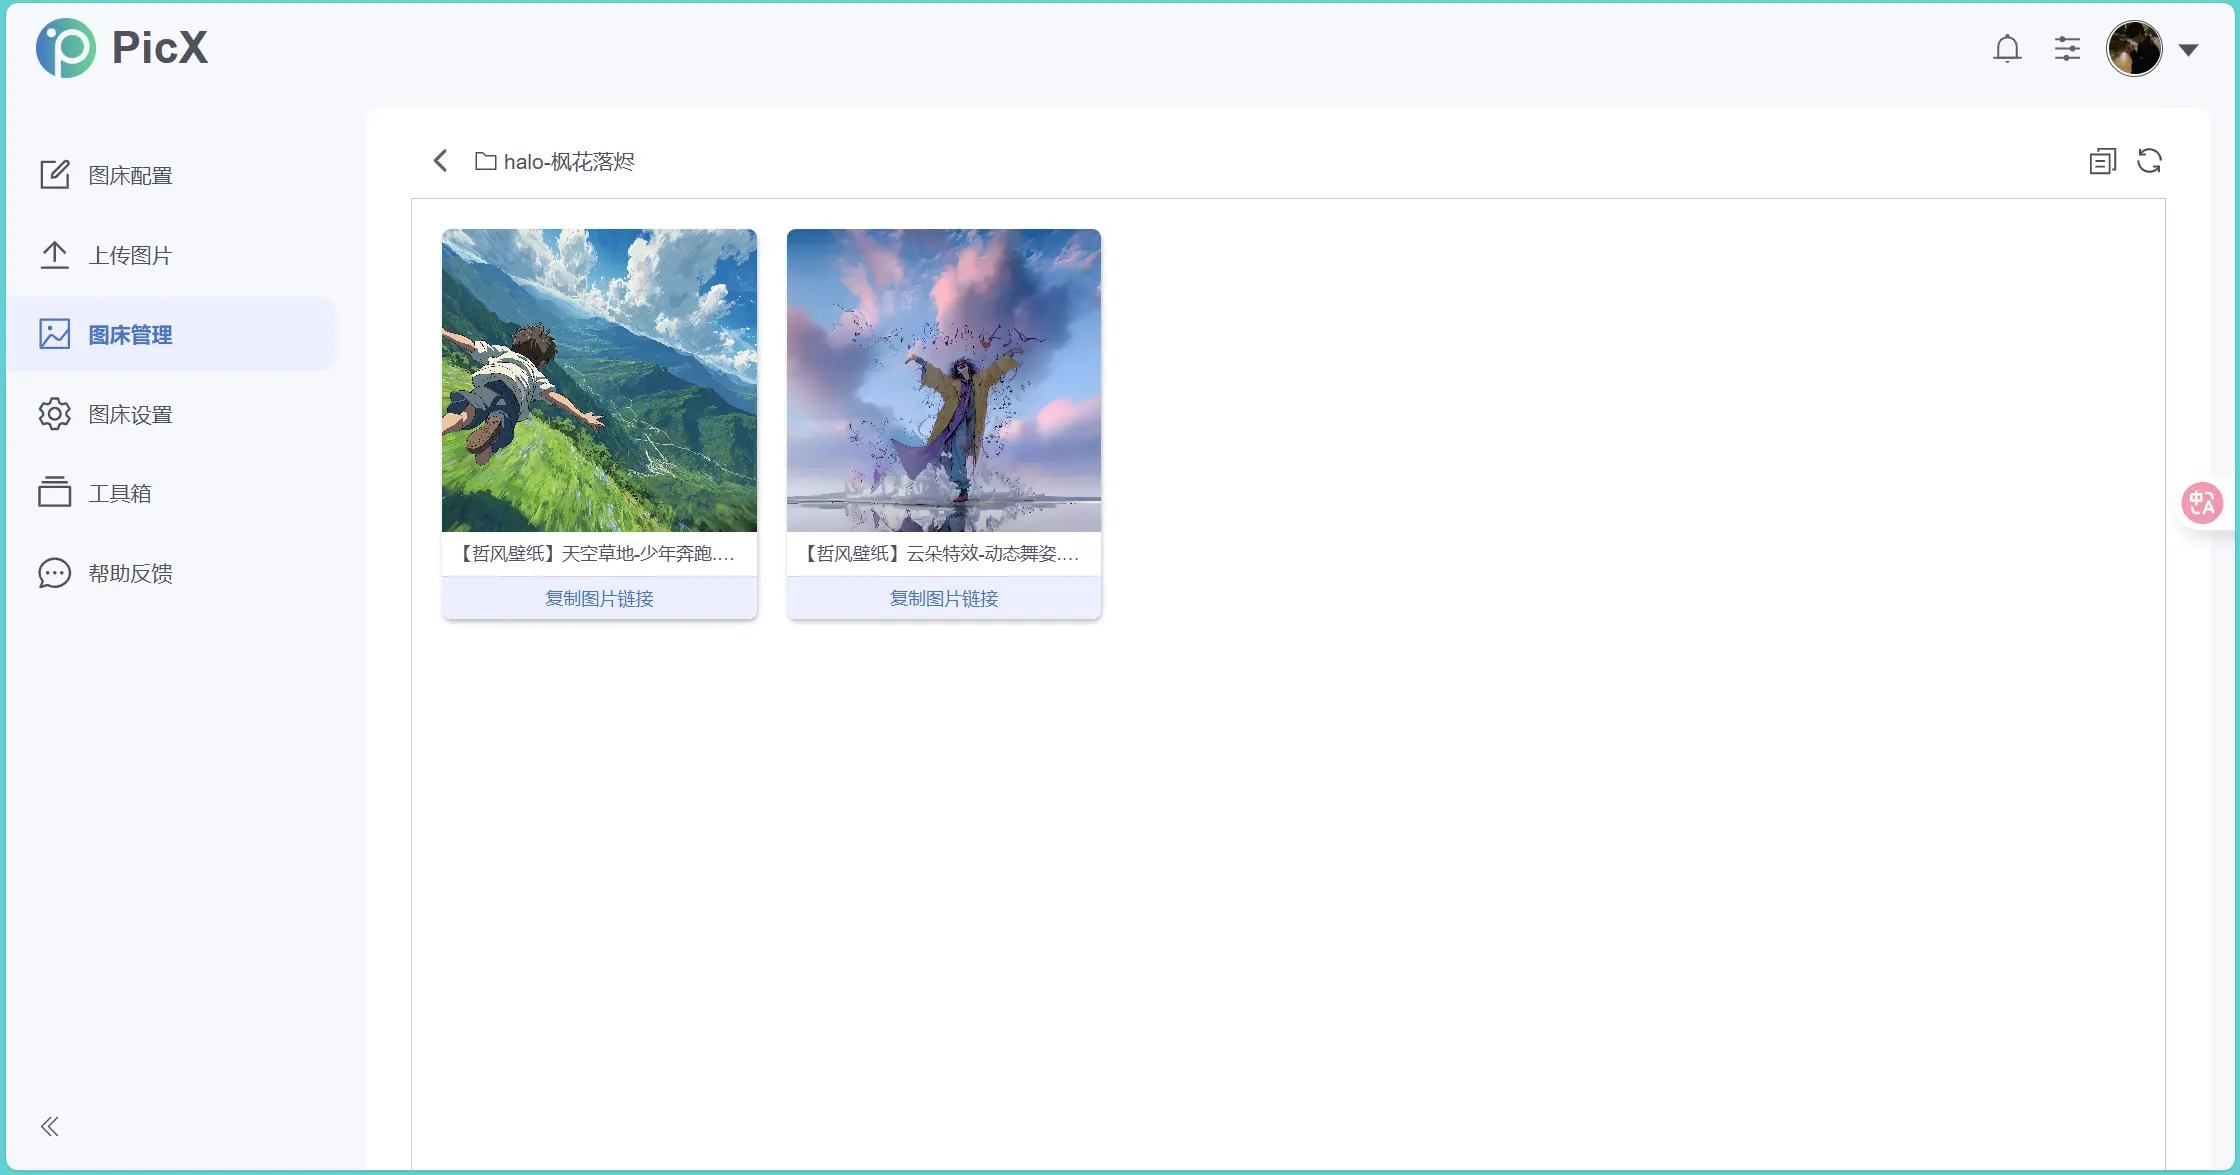 PicX
图床配置
上传图片
图床管理
图床设置
工具箱
帮助反馈
halo-枫花落烬
【哲风壁纸】天空草地-少年奔跑....
复制图片链接
【哲风壁纸】云朵特效-动态舞姿....
复制图片链接
中
A